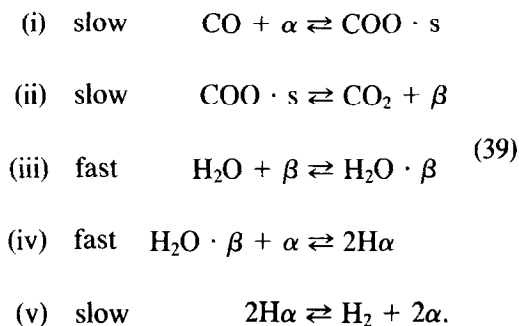 (i) slow CO + α ⇄ COO · s
(ii) slow COO · s ⇄ CO₂ + β
(iii) fast H₂O + β ⇄ H₂O · β (39)
(iv) fast H₂O · β + α ⇄ 2Hα
(v) slow 2Hα ⇄ H₂ + 2α.